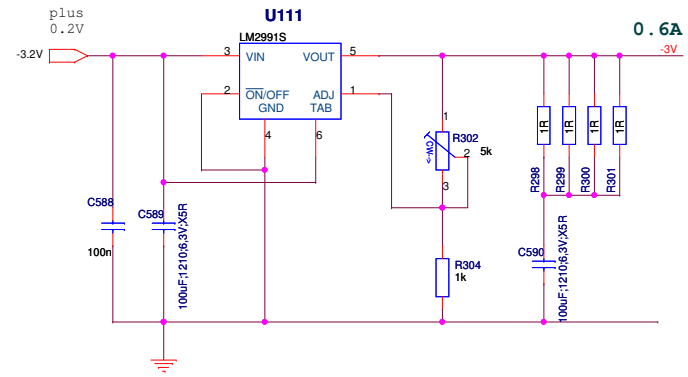 plus
0.2V
U111
LM2991S
0.6A
-3.2V
-3V
3
VIN
VOUT
5
2
ON/OFF
ADJ
1
GND
TAB
4
6
1
R302
2
5k
CW->
3
1R
1R
1R
1R
R298
R299
R300
R301
C588
100n
C589
100uF;1210;6,3V;X5R
R304
1k
C590
100uF;1210;6,3V;X5R